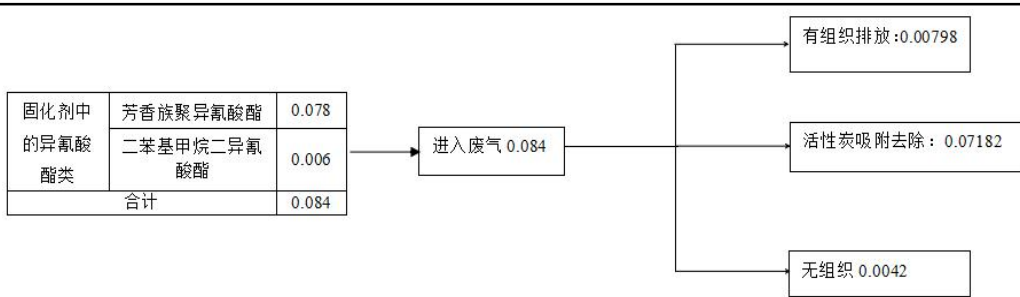 固化剂中
的异氰酸
酯类
芳香族聚异氰酸酯
0.078
二苯基甲烷二异氰
酸酯
0.006
合计
0.084
进入废气 0.084
有组织排放:0.00798
活性炭吸附去除：0.07182
无组织 0.0042